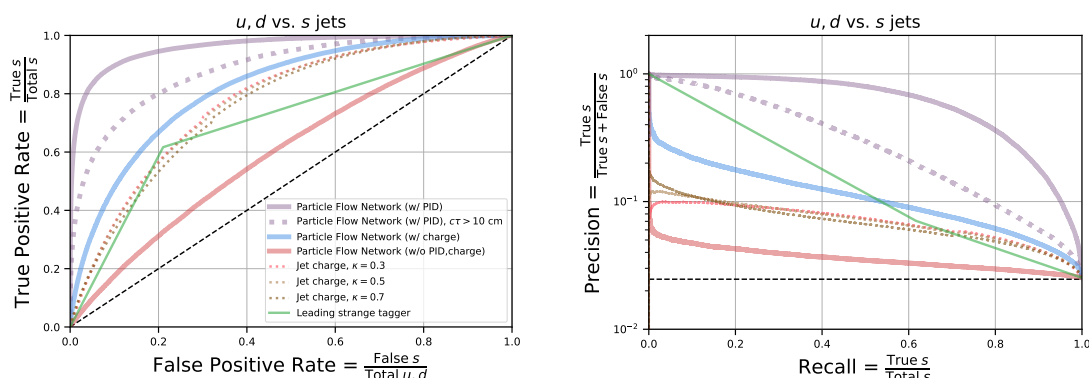 u, d vs. s jets
True Positive Rate = True s / Total s
1.0
0.8
0.6
0.4
0.2
0.0
Particle Flow Network (w/ PID)
Particle Flow Network (w/ PID), cτ > 10 cm
Particle Flow Network (w/ charge)
Particle Flow Network (w/o PID,charge)
Jet charge, κ = 0.3
Jet charge, κ = 0.5
Jet charge, κ = 0.7
Leading strange tagger
0.0 0.2 0.4 0.6 0.8 1.0
False Positive Rate = False s / Total u, d
u, d vs. s jets
Precision = True s / True s + False s
10⁰
10⁻¹
10⁻²
0.0 0.2 0.4 0.6 0.8 1.0
Recall = True s / Total s